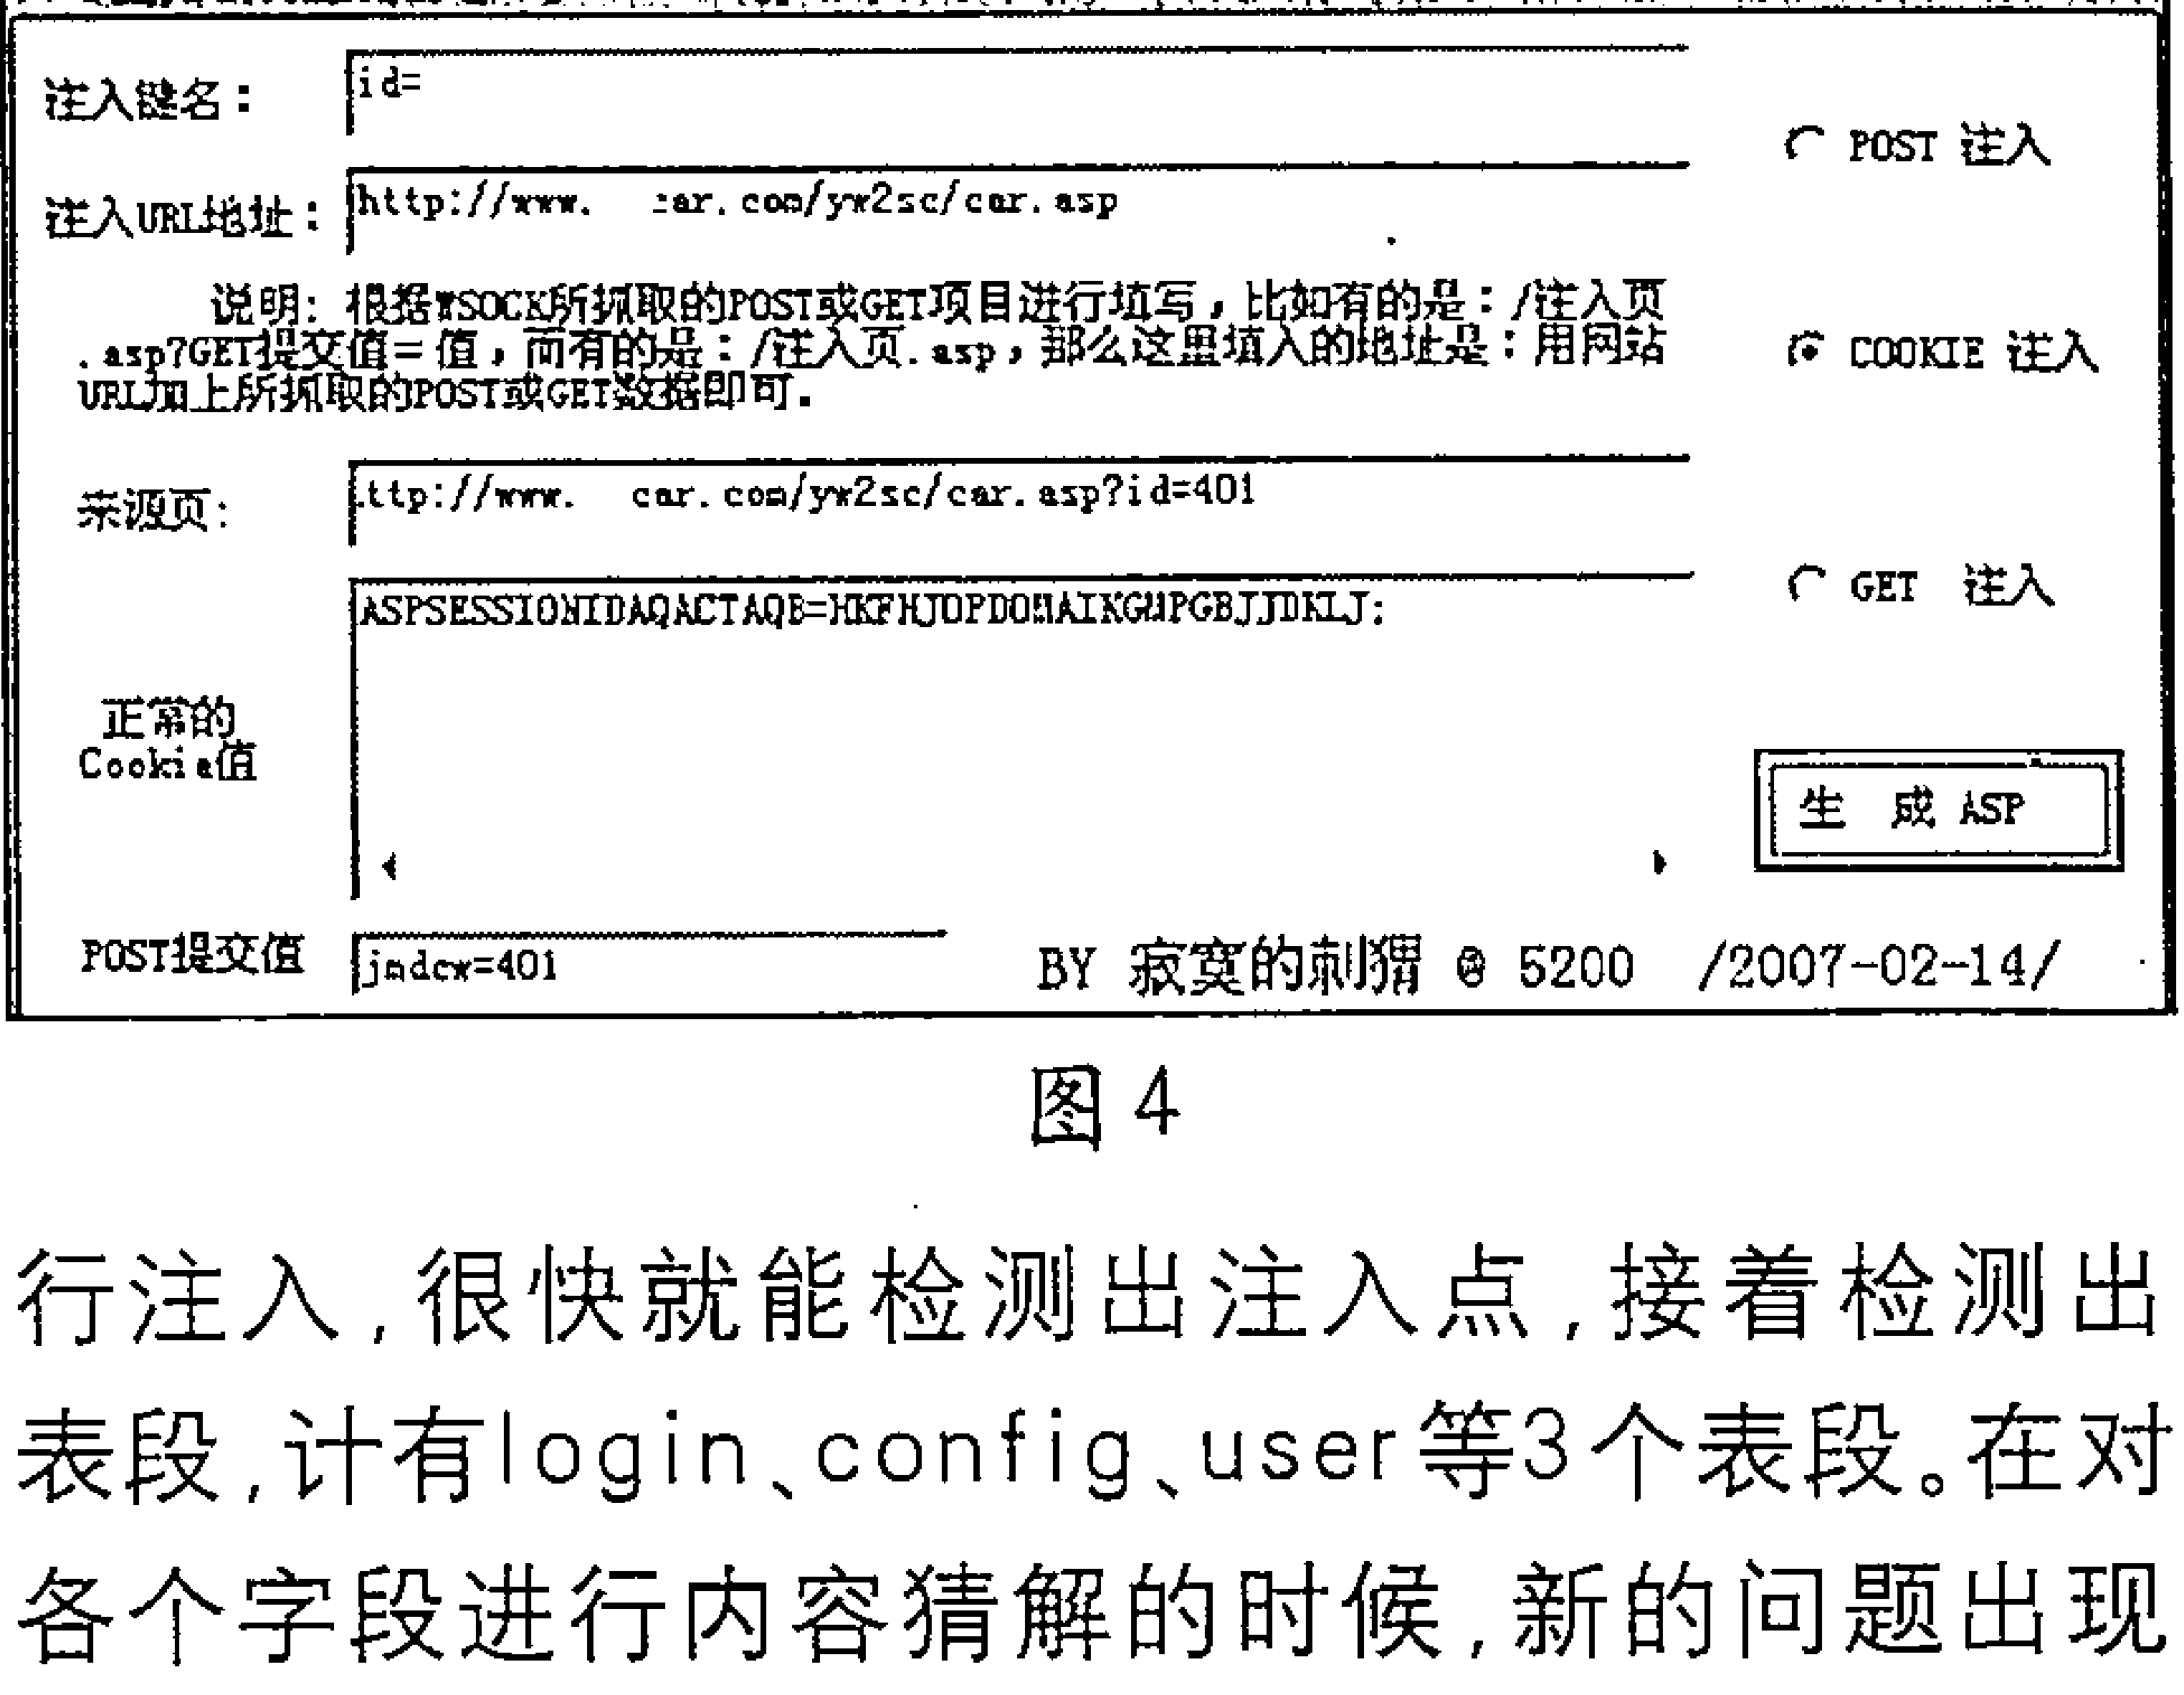 注入键名：
id=
POST 注入
注入URL地址：
http://www.   car.com/yw2sc/car.asp
说明: 根据WSOCK所抓取的POST或GET项目进行填写，比如有的是：/注入页
.asp?GET提交值=值，而有的是：/注入页.asp，那么这里填入的地址是：用网站
URL加上所抓取的POST或GET数据即可.
COOKIE 注入
来源页:
ttp://www.   car.com/yw2sc/car.asp?id=401
GET 注入
正常的
Cookie值
生 成 ASP
POST提交值
jmdcw=401
BY 寂寞的刺猬 @ 5200 /2007-02-14/
图 4
行注入,很快就能检测出注入点,接着检测出
表段,计有login、config、user等3个表段。在对
各个字段进行内容猜解的时候,新的问题出现